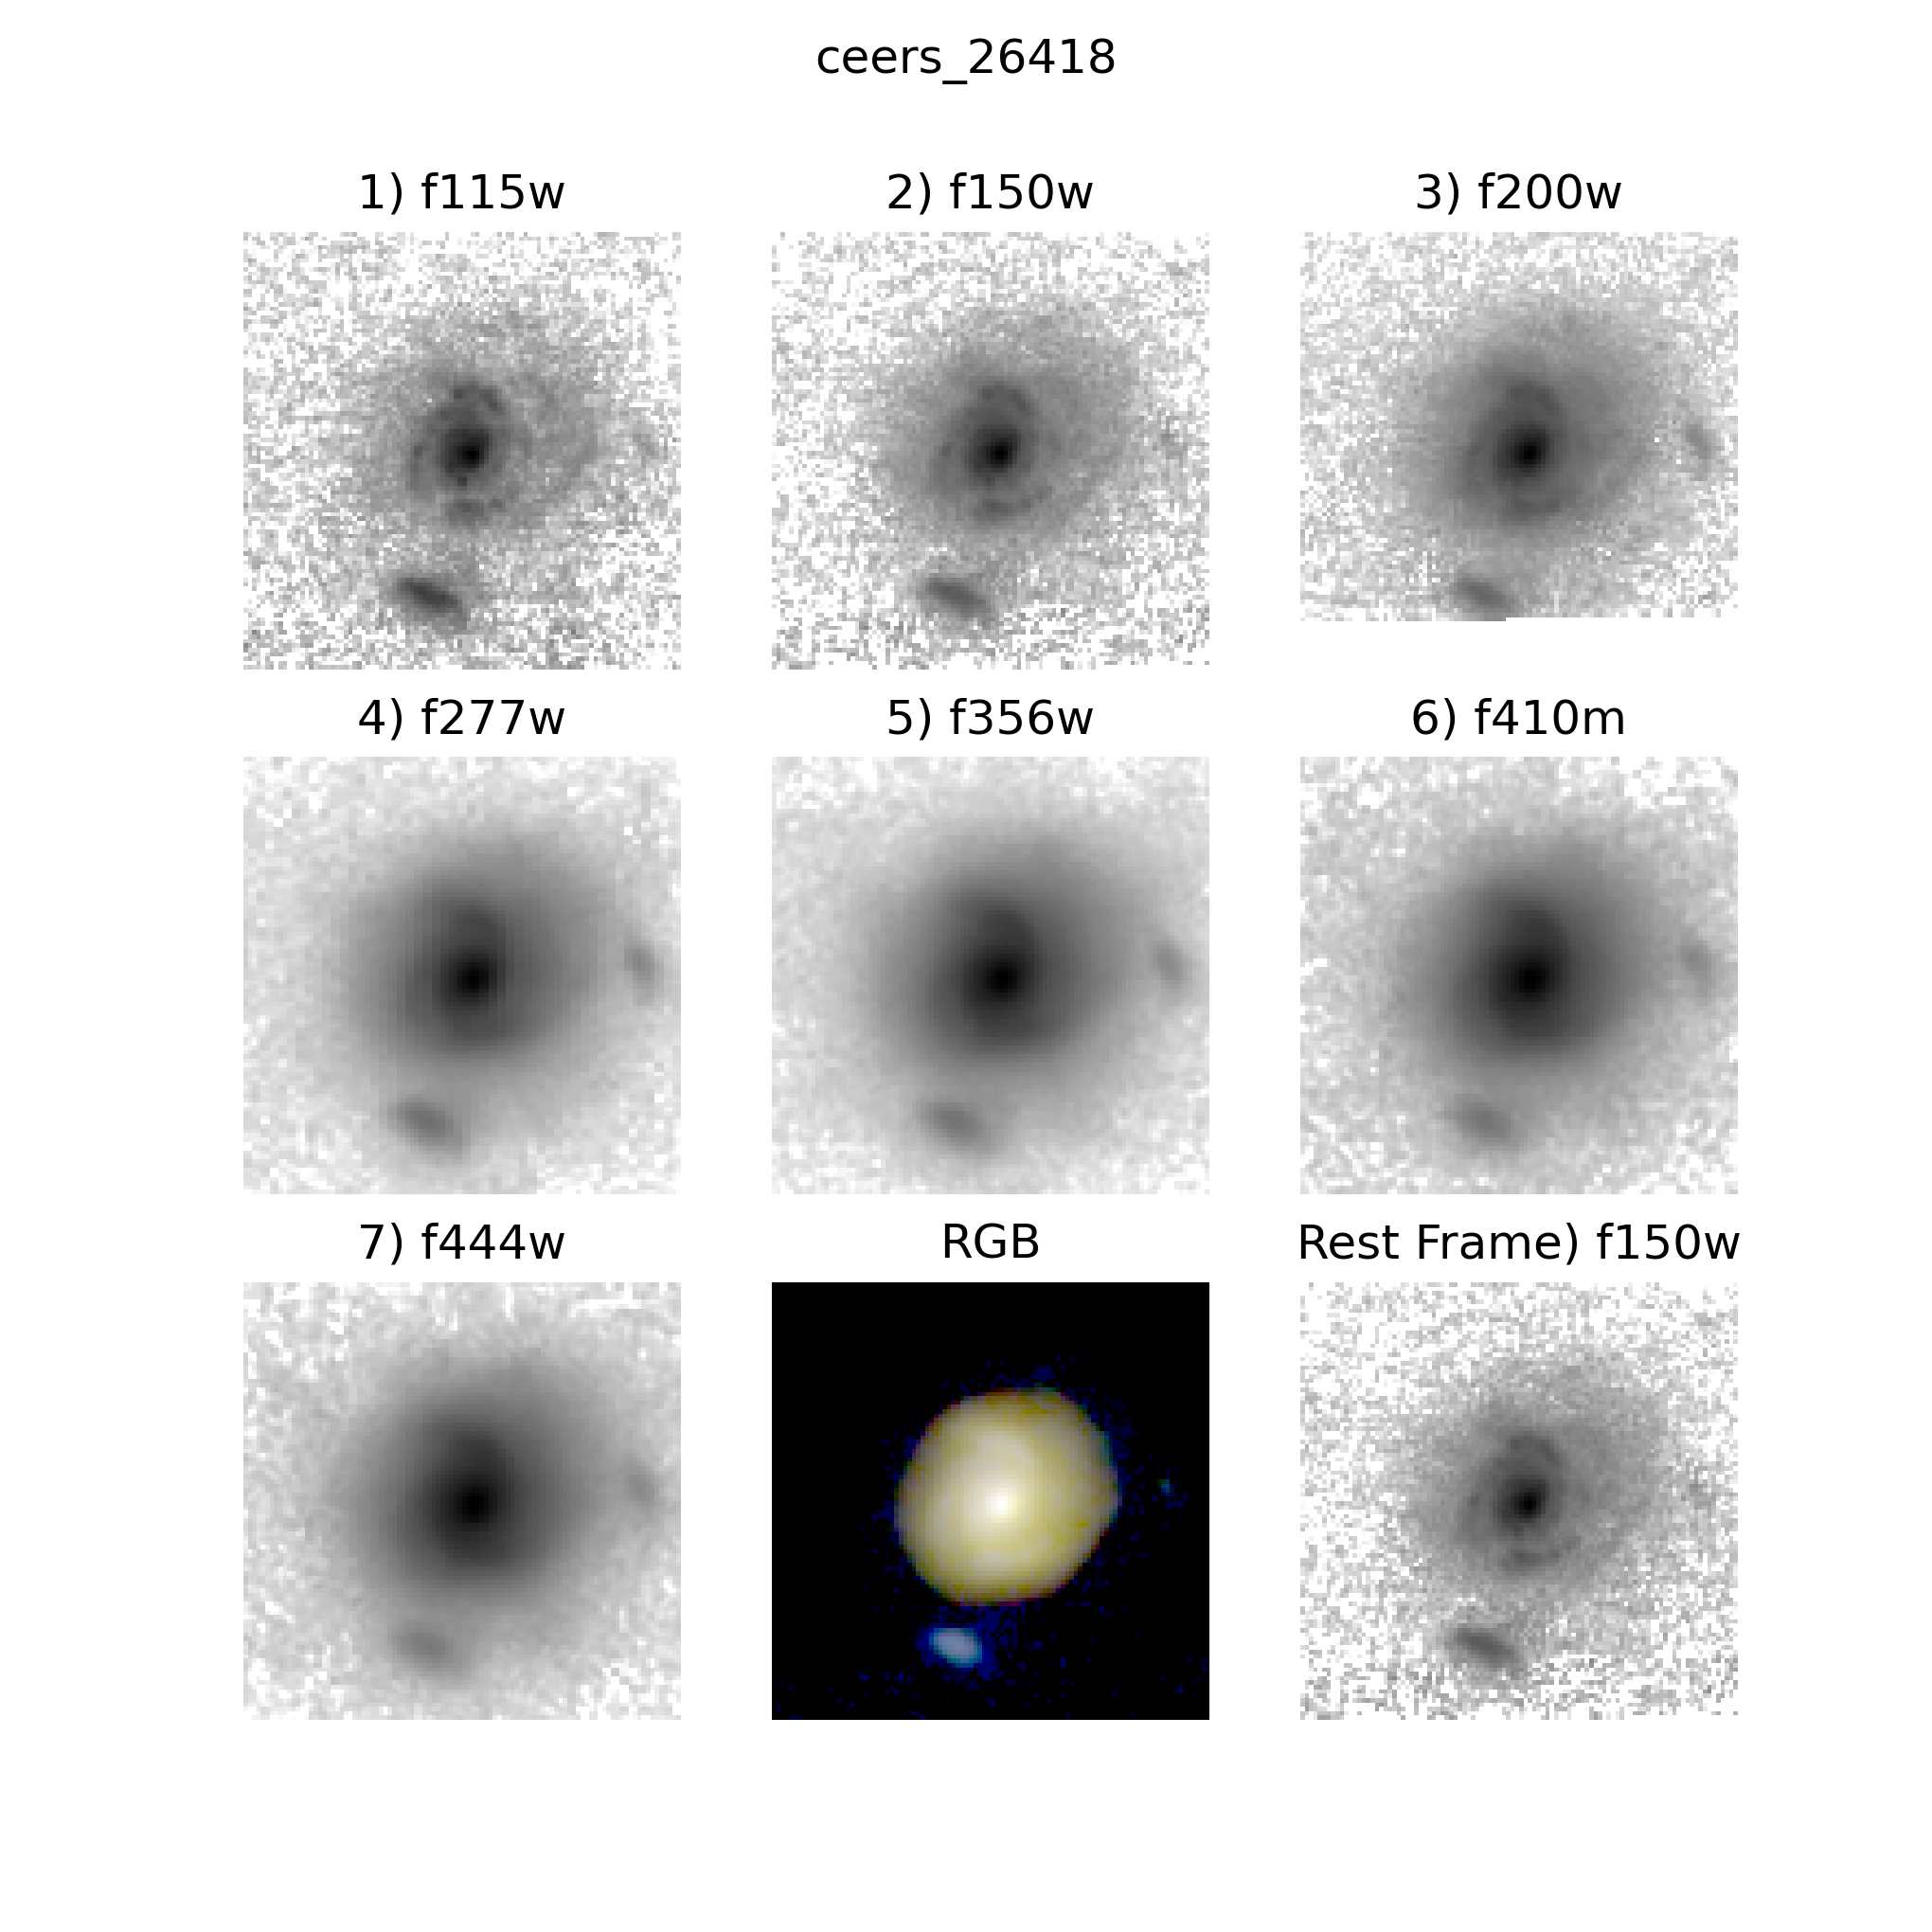 ceers_26418
1) f115w
2) f150w
3) f200w
4) f277w
5) f356w
6) f410m
7) f444w
RGB
Rest Frame) f150w